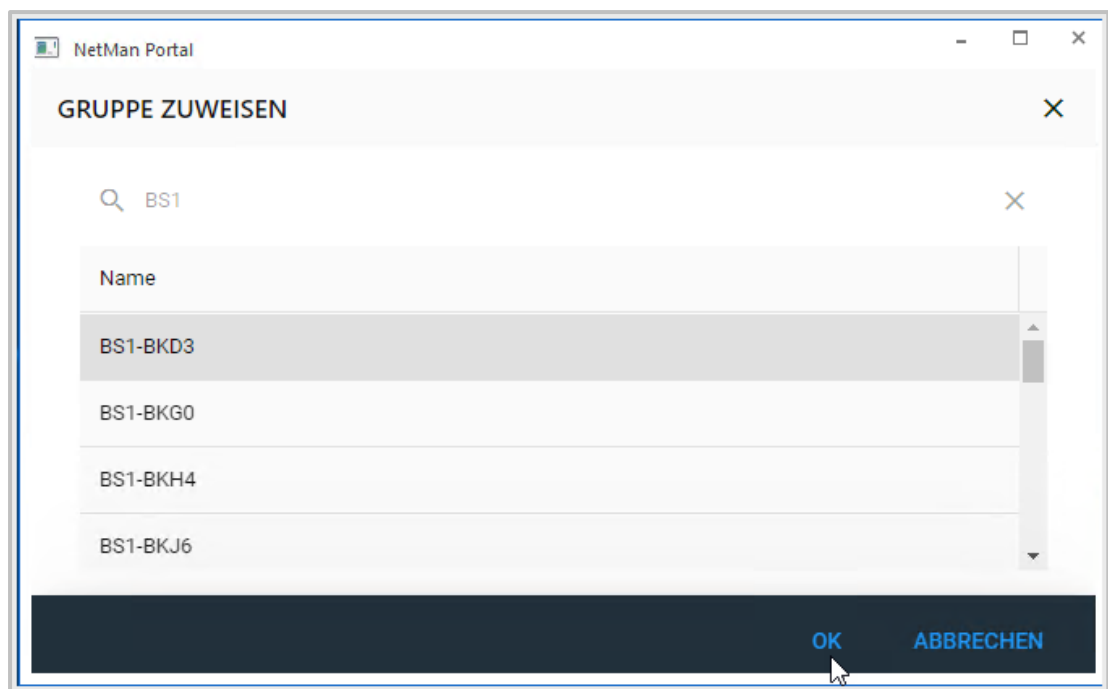 NetMan Portal
GRUPPE ZUWEISEN
BS1
Name
BS1-BKD3
BS1-BKG0
BS1-BKH4
BS1-BKJ6
OK ABBRECHEN